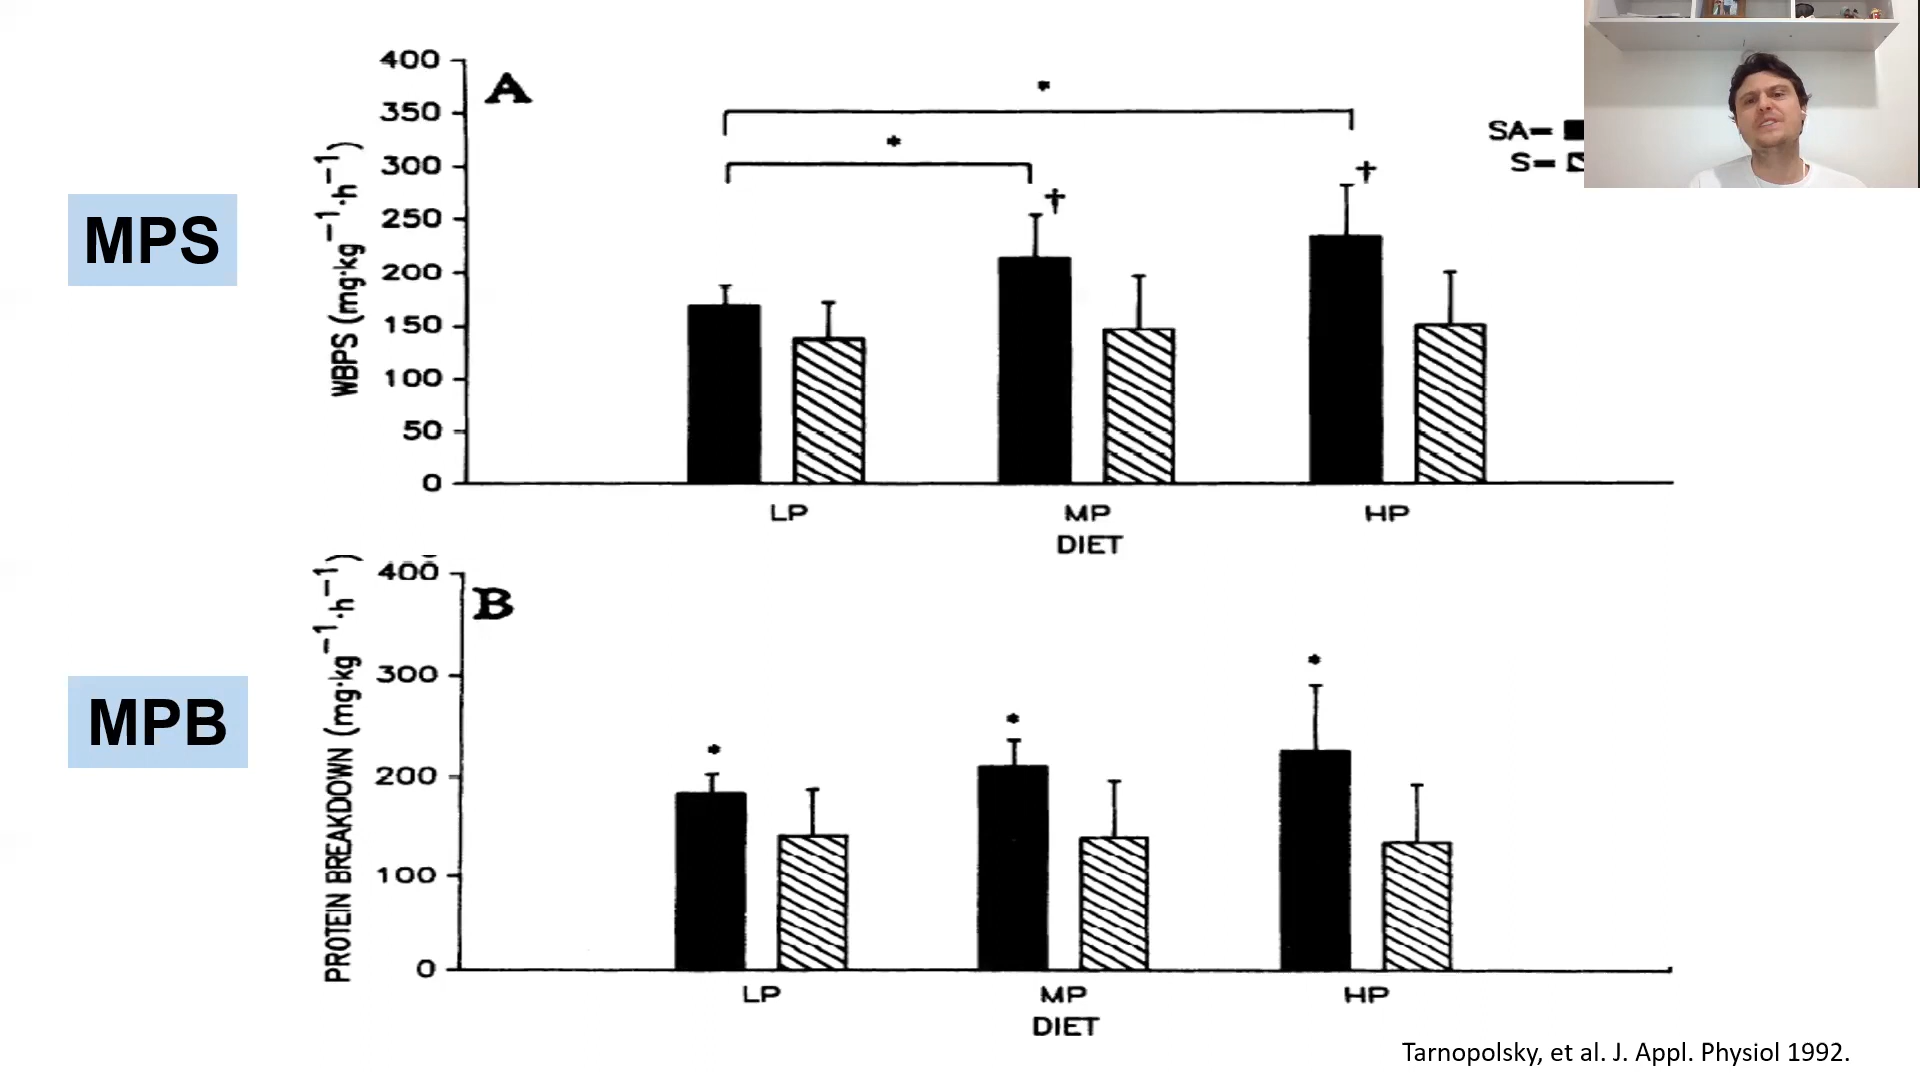 MPS
A
400
350
300
250
200
150
100
50
0
WBPS (mg·kg⁻¹·h⁻¹)
*
*
†
†
SA=
S=
LP MP HP
DIET
MPB
B
400
300
200
100
0
PROTEIN BREAKDOWN (mg·kg⁻¹·h⁻¹)
*
*
*
LP MP HP
DIET
Tarnopolsky, et al. J. Appl. Physiol 1992.